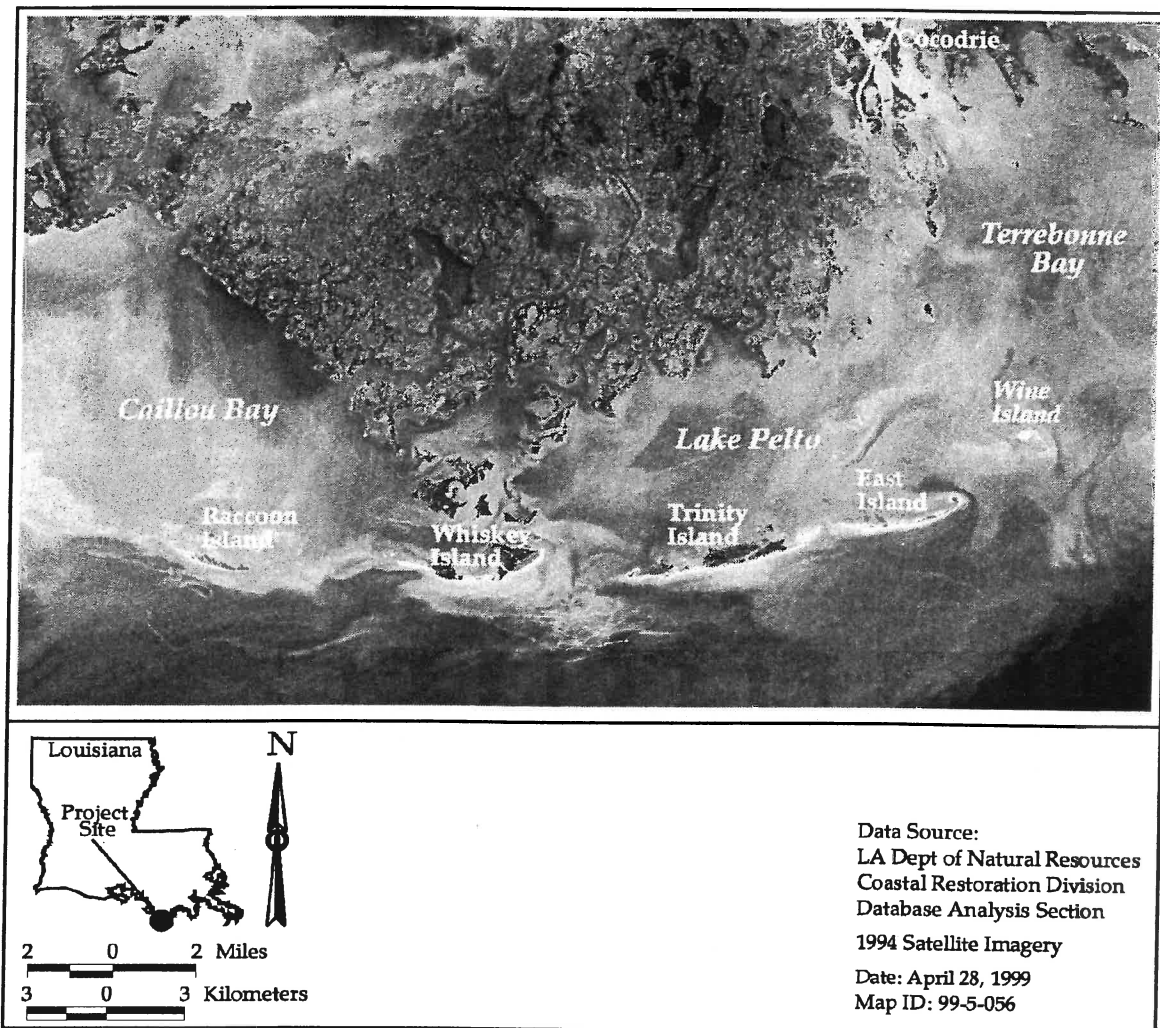 Cocodrie
Terrebonne
Bay
Caillou Bay
Lake Pelto
Wine
Island
East
Island
Raccoon
Island
Whiskey
Island
Trinity
Island
Louisiana
Project
Site
N
2 0 2 Miles
3 0 3 Kilometers
Data Source:
LA Dept of Natural Resources
Coastal Restoration Division
Database Analysis Section
1994 Satellite Imagery
Date: April 28, 1999
Map ID: 99-5-056